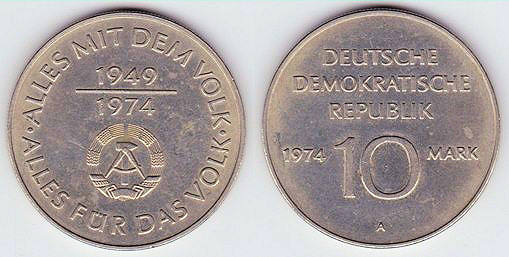 · ALLES MIT DEM VOLK ·
ALLES FÜR DAS VOLK
1949
1974
DEUTSCHE
DEMOKRATISCHE
REPUBLIK
1974 10 MARK
A